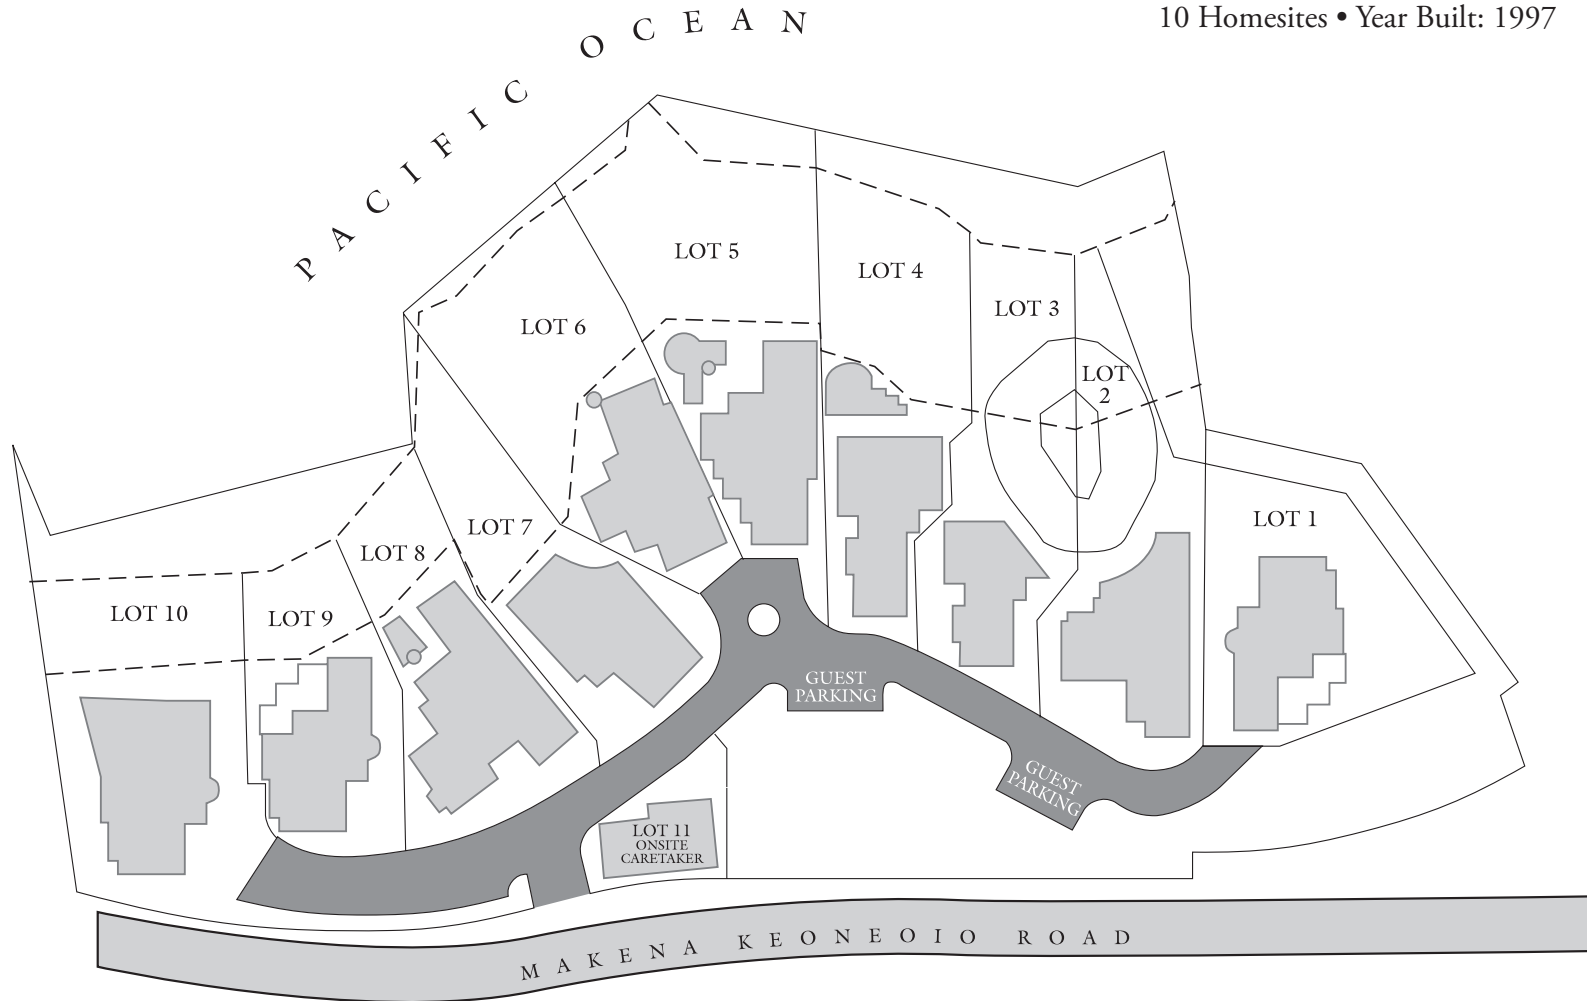 10 Homesites • Year Built: 1997
PACIFIC OCEAN
LOT 5
LOT 4
LOT 3
LOT 6
LOT
2
LOT 1
LOT 7
LOT 8
LOT 10
LOT 9
GUEST
PARKING
GUEST
PARKING
LOT 11
ONSITE
CARETAKER
MAKENA KEONEOIO ROAD